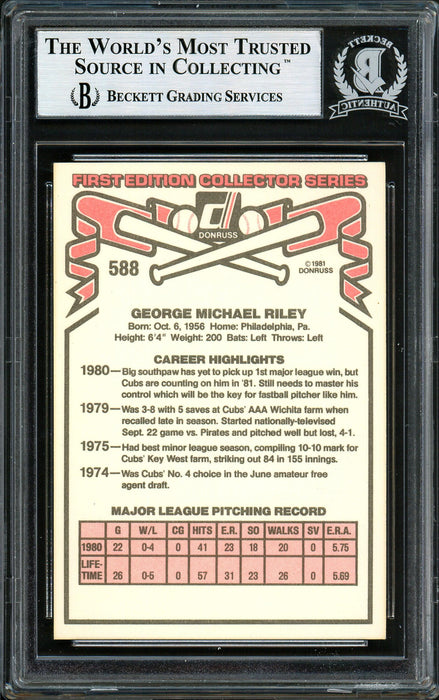 THE WORLD'S MOST TRUSTED
SOURCE IN COLLECTING™
B BECKETT GRADING SERVICES
BECKETT
B
AUTHENTIC
FIRST EDITION COLLECTOR SERIES
d
DONRUSS
588
©1981
DONRUSS
GEORGE MICHAEL RILEY
Born: Oct. 6, 1956 Home: Philadelphia, Pa.
Height: 6'4" Weight: 200 Bats: Left Throws: Left
CAREER HIGHLIGHTS
1980—Big southpaw has yet to pick up 1st major league win, but
Cubs are counting on him in '81. Still needs to master his
control which will be the key for fastball pitcher like him.
1979—Was 3-8 with 5 saves at Cubs' AAA Wichita farm when
recalled late in season. Started nationally-televised
Sept. 22 game vs. Pirates and pitched well but lost, 4-1.
1975—Had best minor league season, compiling 10-10 mark for
Cubs' Key West farm, striking out 84 in 155 innings.
1974—Was Cubs' No. 4 choice in the June amateur free
agent draft.
MAJOR LEAGUE PITCHING RECORD
G W/L CG HITS E.R. SO WALKS SV E.R.A.
1980 22 0-4 0 41 23 18 20 0 5.75
LIFE-
TIME 26 0-5 0 57 31 23 26 0 5.69